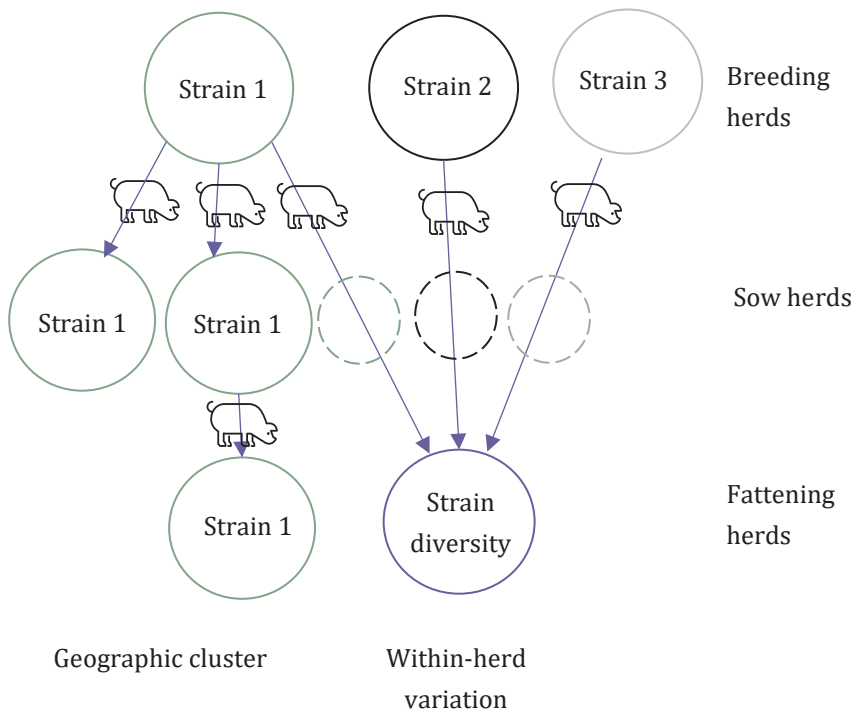 Strain 1
Strain 2
Strain 3
Breeding
herds
Strain 1
Strain 1
Sow herds
Strain 1
Strain
diversity
Fattening
herds
Geographic cluster
Within-herd
variation